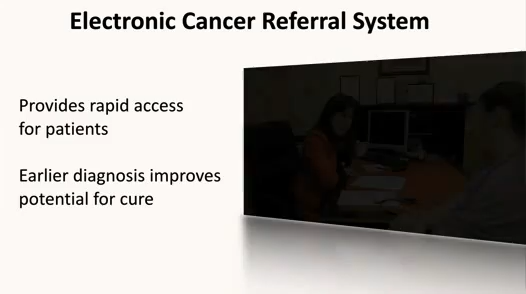 Electronic Cancer Referral System
Provides rapid access
for patients
Earlier diagnosis improves
potential for cure